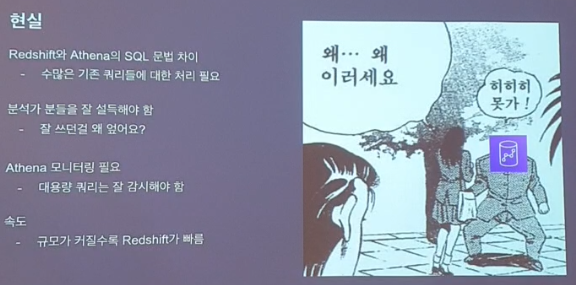 현실
Redshift와 Athena의 SQL 문법 차이
- 수많은 기존 쿼리들에 대한 처리 필요
분석가 분들을 잘 설득해야 함
- 잘 쓰던걸 왜 엎어요?
Athena 모니터링 필요
- 대용량 쿼리는 잘 감시해야 함
속도
- 규모가 커질수록 Redshift가 빠름
왜… 왜
이러세요
히히히
못가!